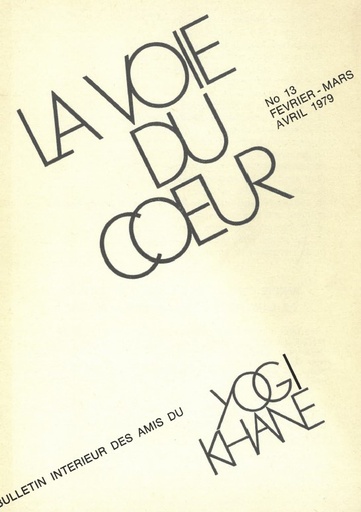 LA VOIE
DU
COEUR
No 13
FEVRIER - MARS
AVRIL 1979
BULLETIN INTERIEUR DES AMIS DU
YOGI
KHANE